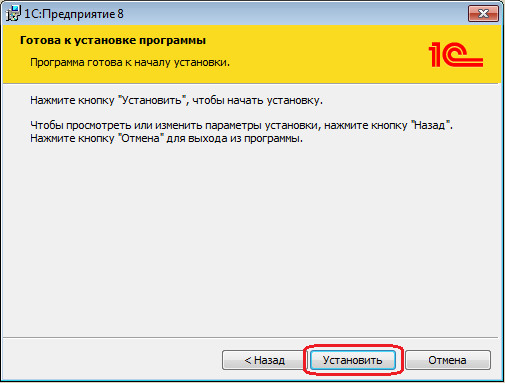 1С:Предприятие 8
Готова к установке программы
Программа готова к началу установки.
1С
Нажмите кнопку "Установить", чтобы начать установку.
Чтобы просмотреть или изменить параметры установки, нажмите кнопку "Назад".
Нажмите кнопку "Отмена" для выхода из программы.
< Назад
Установить
Отмена